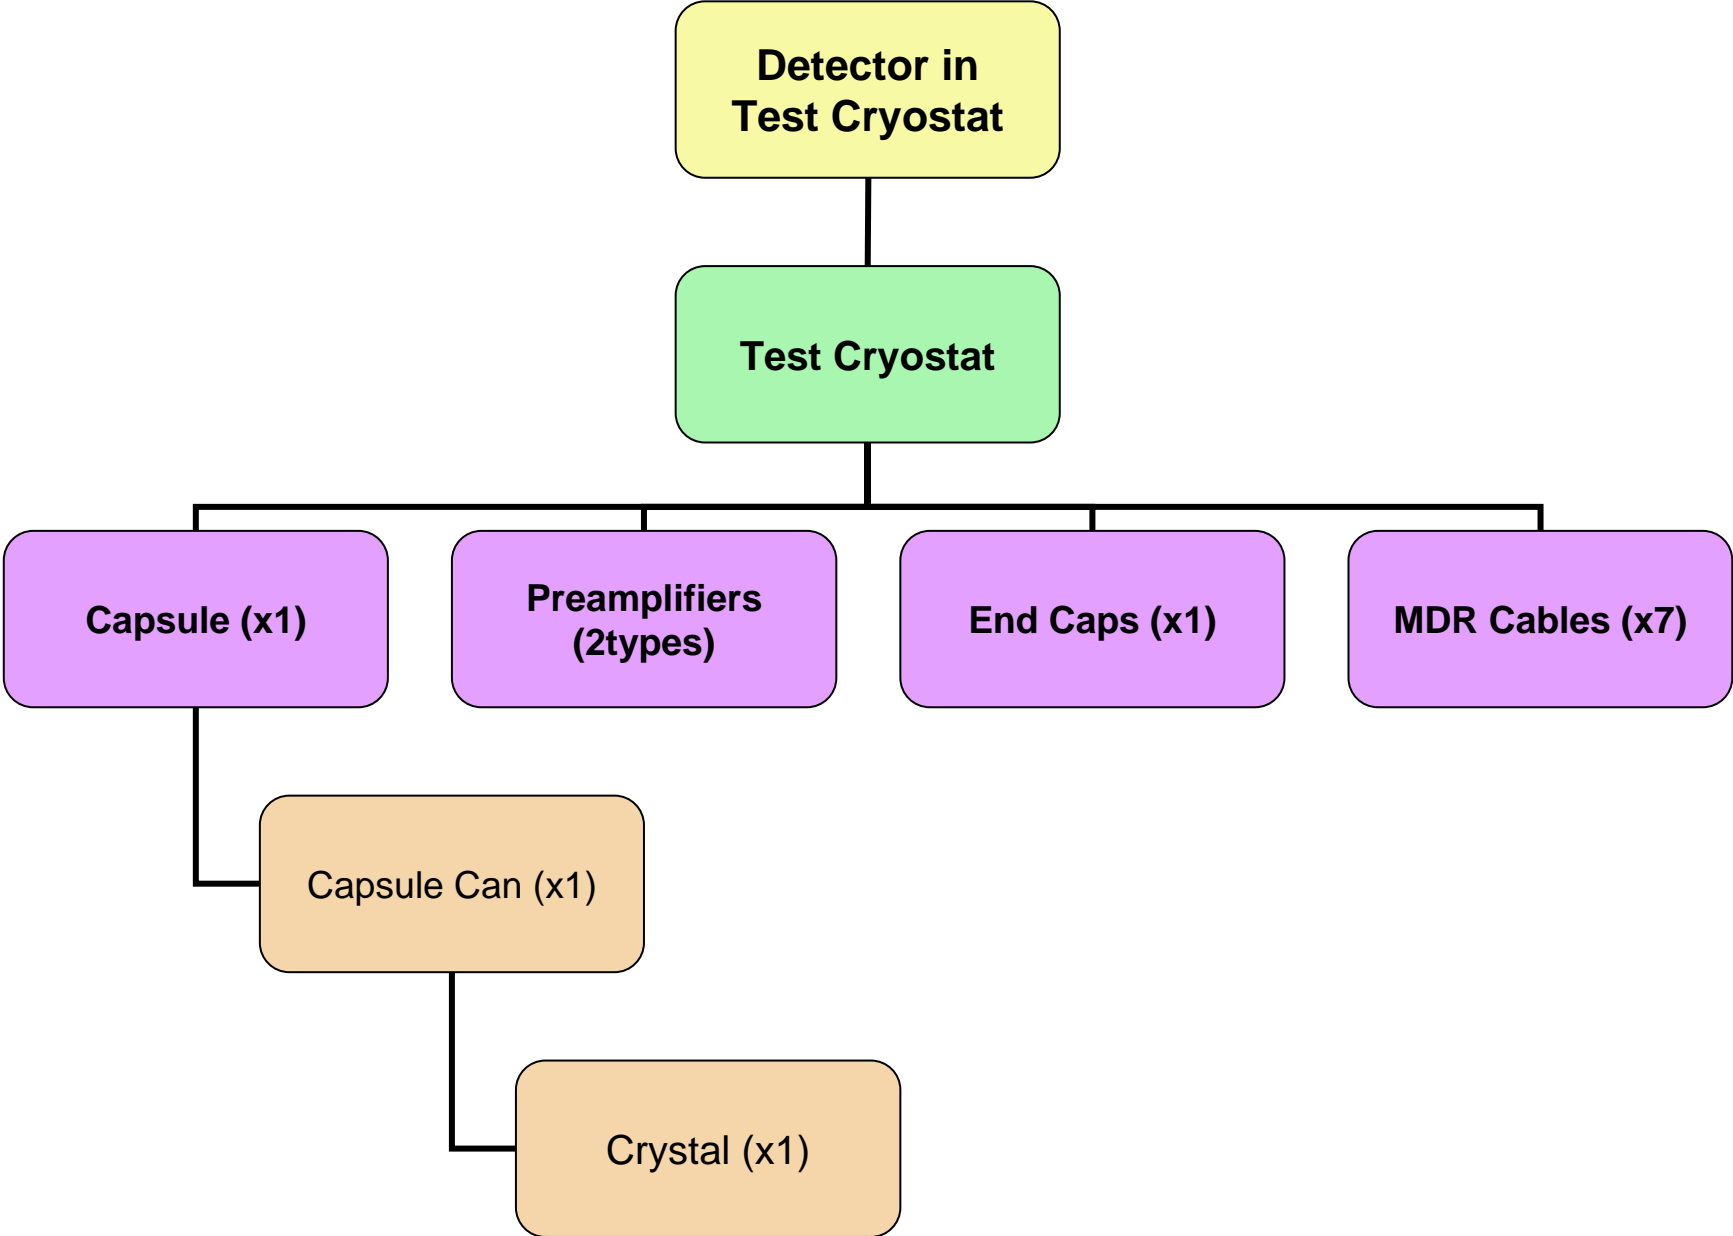 Detector in
Test Cryostat
Test Cryostat
Capsule (x1)
Preamplifiers
(2types)
End Caps (x1)
MDR Cables (x7)
Capsule Can (x1)
Crystal (x1)